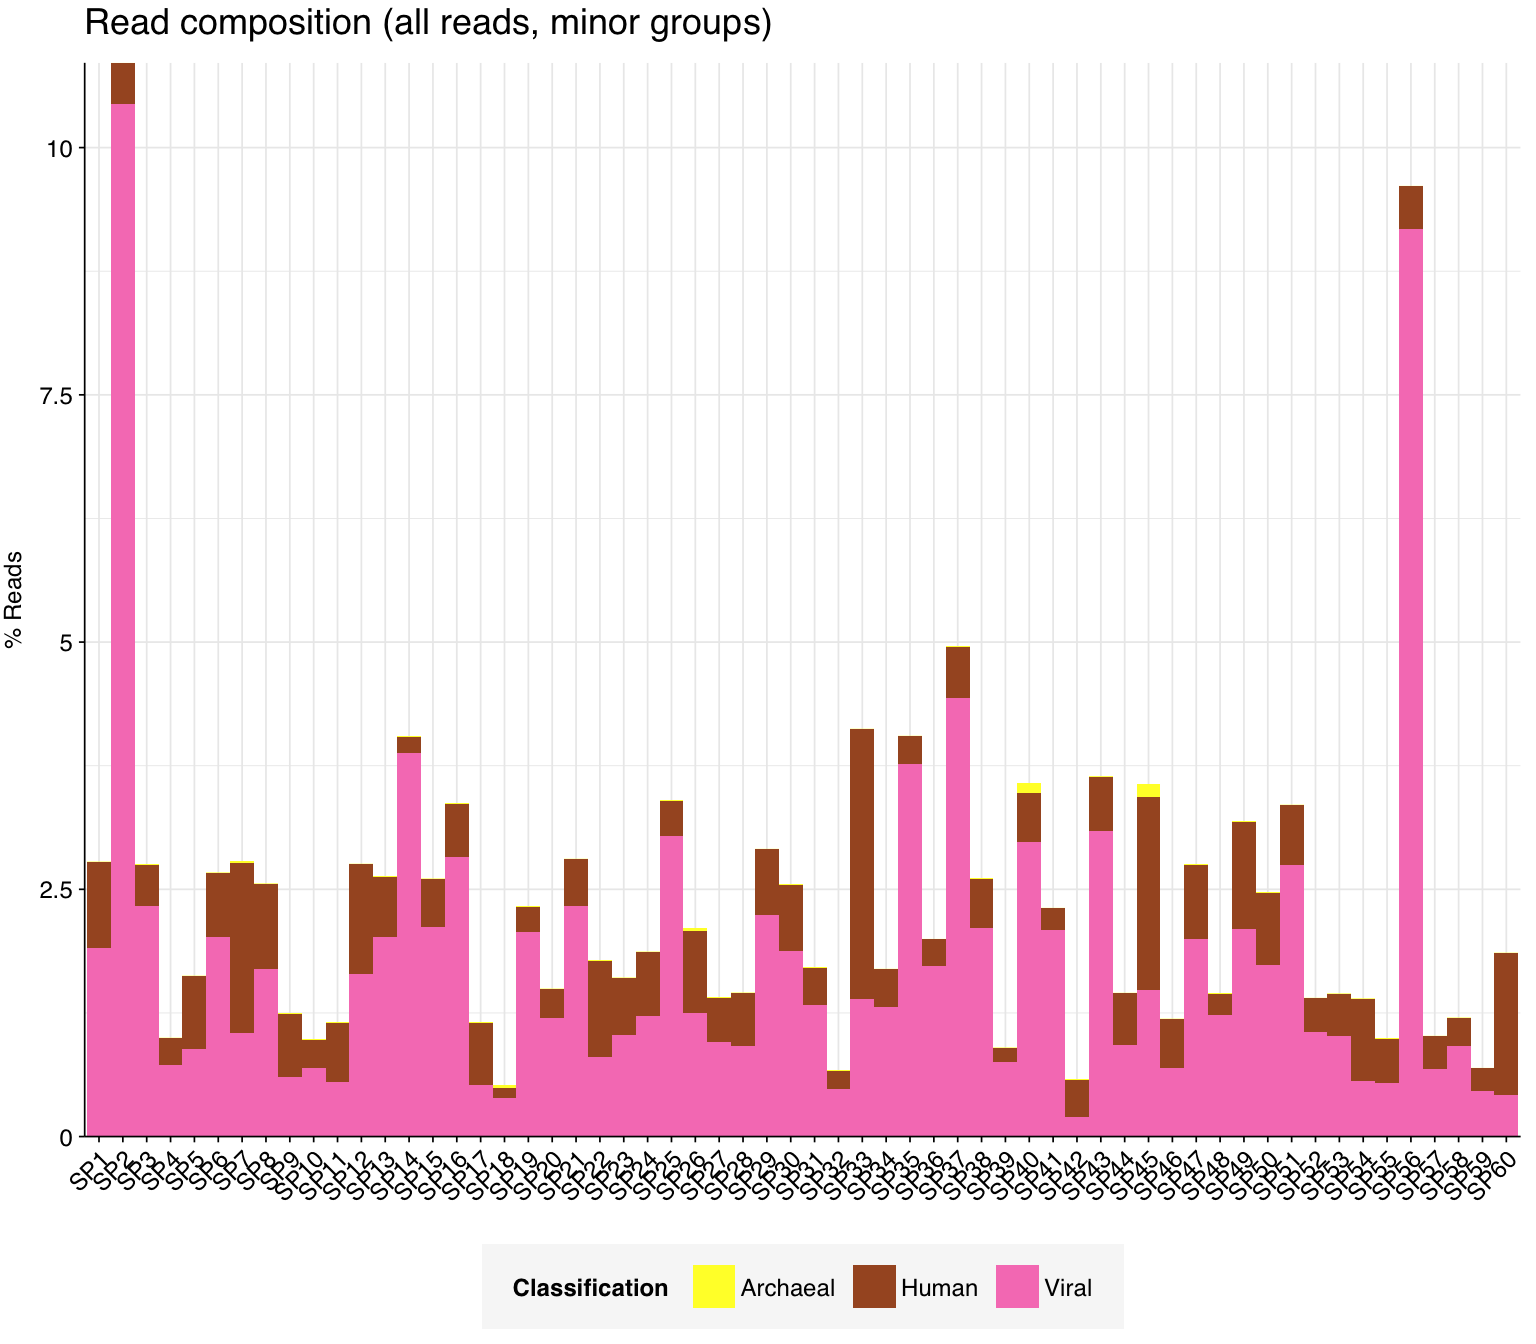 Read composition (all reads, minor groups)
% Reads
10
7.5
5
2.5
0
SP1 SP2 SP3 SP4 SP5 SP6 SP7 SP8 SP9 SP10 SP11 SP12 SP13 SP14 SP15 SP16 SP17 SP18 SP19 SP20 SP21 SP22 SP23 SP24 SP25 SP26 SP27 SP28 SP29 SP30 SP31 SP32 SP33 SP34 SP35 SP36 SP37 SP38 SP39 SP40 SP41 SP42 SP43 SP44 SP45 SP46 SP47 SP48 SP49 SP50 SP51 SP52 SP53 SP54 SP55 SP56 SP57 SP58 SP59 SP60
Classification Archaeal Human Viral